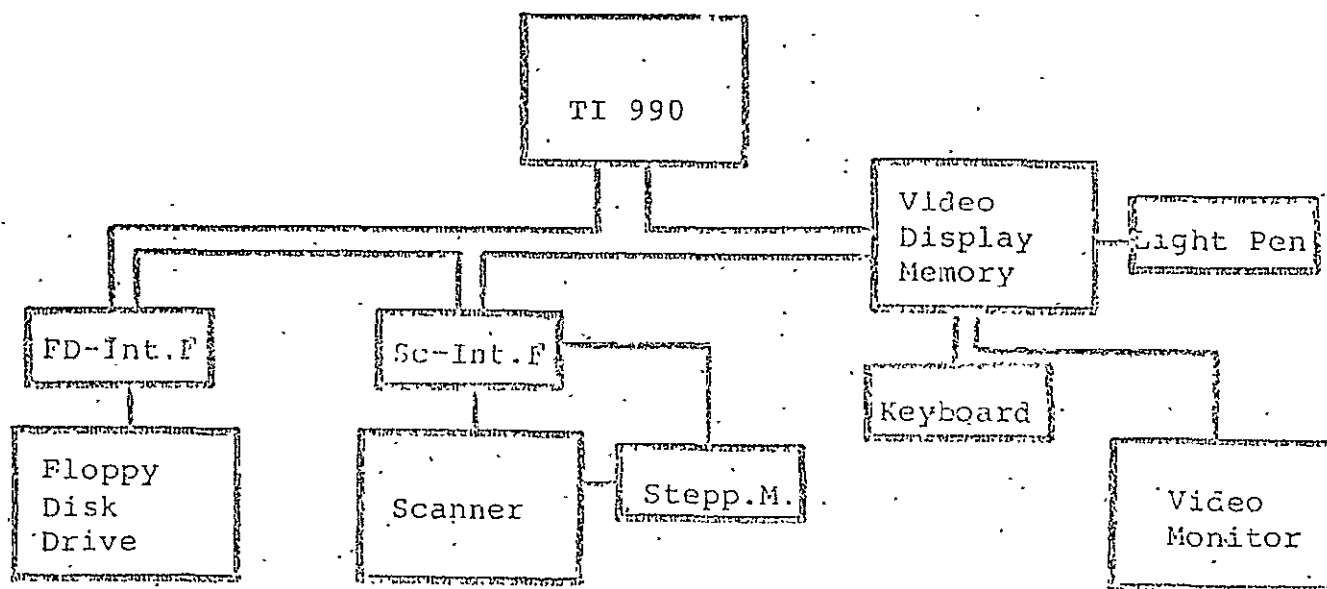 TI 990
Video
Display
Memory
Light Pen
FD-Int.F
Sc-Int.F
Keyboard
Floppy
Disk
Drive
Scanner
Stepp.M.
Video
Monitor